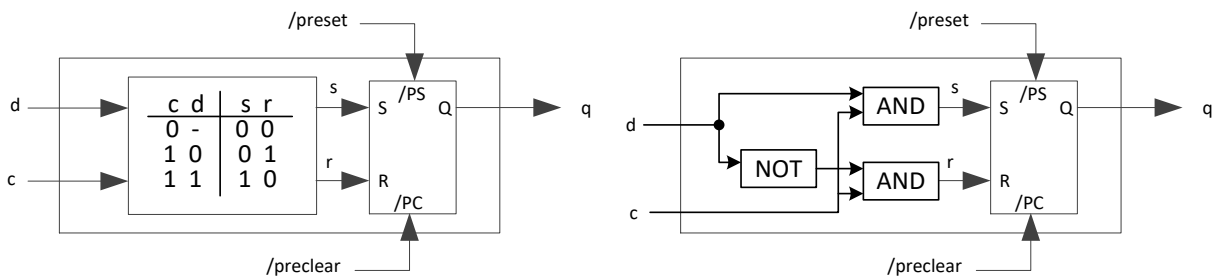 /preset
d
c
c d s r
0 - 0 0
1 0 0 1
1 1 1 0
s
r
S
R
/PS
/PC
Q
q
/preclear
/preset
d
c
NOT
AND
AND
s
r
S
R
/PS
/PC
Q
q
/preclear